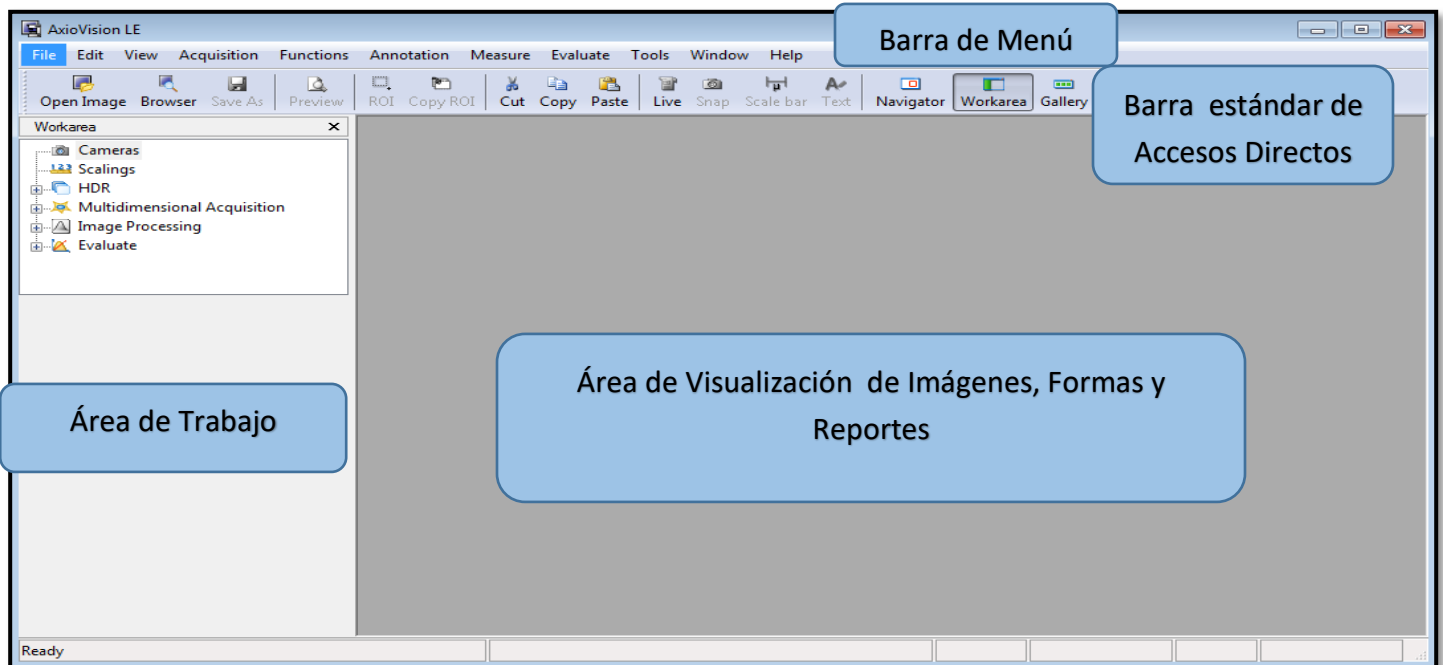 AxioVision LE
Barra de Menú
File Edit View Acquisition Functions Annotation Measure Evaluate Tools Window Help
Open Image Browser Save As Preview ROI Copy ROI Cut Copy Paste Live Snap Scale bar Text Navigator Workarea Gallery
Barra estándar de
Accesos Directos
Workarea
Cameras
Scalings
HDR
Multidimensional Acquisition
Image Processing
Evaluate
Área de Visualización de Imágenes, Formas y
Reportes
Área de Trabajo
Ready